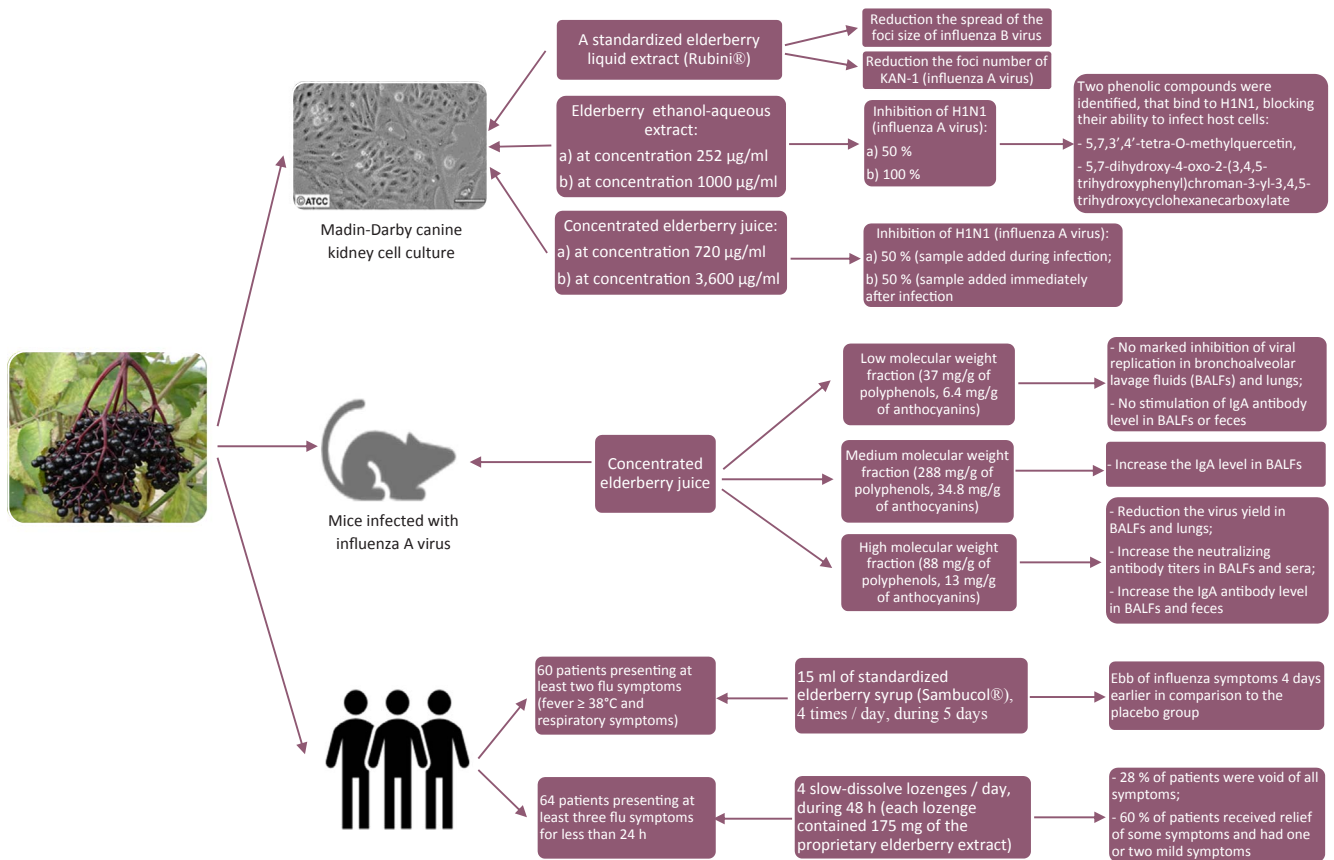 A standardized elderberry
liquid extract (Rubini®)
Reduction the spread of the
foci size of influenza B virus
Reduction the foci number of
KAN-1 (influenza A virus)
Elderberry ethanol-aqueous
extract:
a) at concentration 252 µg/ml
b) at concentration 1000 µg/ml
Inhibition of H1N1
(influenza A virus):
a) 50 %
b) 100 %
Two phenolic compounds were
identified, that bind to H1N1, blocking
their ability to infect host cells:
- 5,7,3’,4’-tetra-O-methylquercetin,
- 5,7-dihydroxy-4-oxo-2-(3,4,5-
trihydroxyphenyl)chroman-3-yl-3,4,5-
trihydroxycyclohexanecarboxylate
©ATCC
Madin-Darby canine
kidney cell culture
Concentrated elderberry juice:
a) at concentration 720 µg/ml
b) at concentration 3,600 µg/ml
Inhibition of H1N1 (influenza A virus):
a) 50 % (sample added during infection;
b) 50 % (sample added immediately
after infection
Mice infected with
influenza A virus
Concentrated
elderberry juice
Low molecular weight
fraction (37 mg/g of
polyphenols, 6.4 mg/g
of anthocyanins)
- No marked inhibition of viral
replication in bronchoalveolar
lavage fluids (BALFs) and lungs;
- No stimulation of IgA antibody
level in BALFs or feces
Medium molecular weight
fraction (288 mg/g of
polyphenols, 34.8 mg/g
of anthocyanins)
- Increase the IgA level in BALFs
High molecular weight
fraction (88 mg/g of
polyphenols, 13 mg/g
of anthocyanins)
- Reduction the virus yield in
BALFs and lungs;
- Increase the neutralizing
antibody titers in BALFs and sera;
- Increase the IgA antibody level
in BALFs and feces
60 patients presenting at
least two flu symptoms
(fever ≥ 38°C and
respiratory symptoms)
15 ml of standardized
elderberry syrup (Sambucol®),
4 times / day, during 5 days
Ebb of influenza symptoms 4 days
earlier in comparison to the
placebo group
64 patients presenting at
least three flu symptoms
for less than 24 h
4 slow-dissolve lozenges / day,
during 48 h (each lozenge
contained 175 mg of the
proprietary elderberry extract)
- 28 % of patients were void of all
symptoms;
- 60 % of patients received relief
of some symptoms and had one
or two mild symptoms